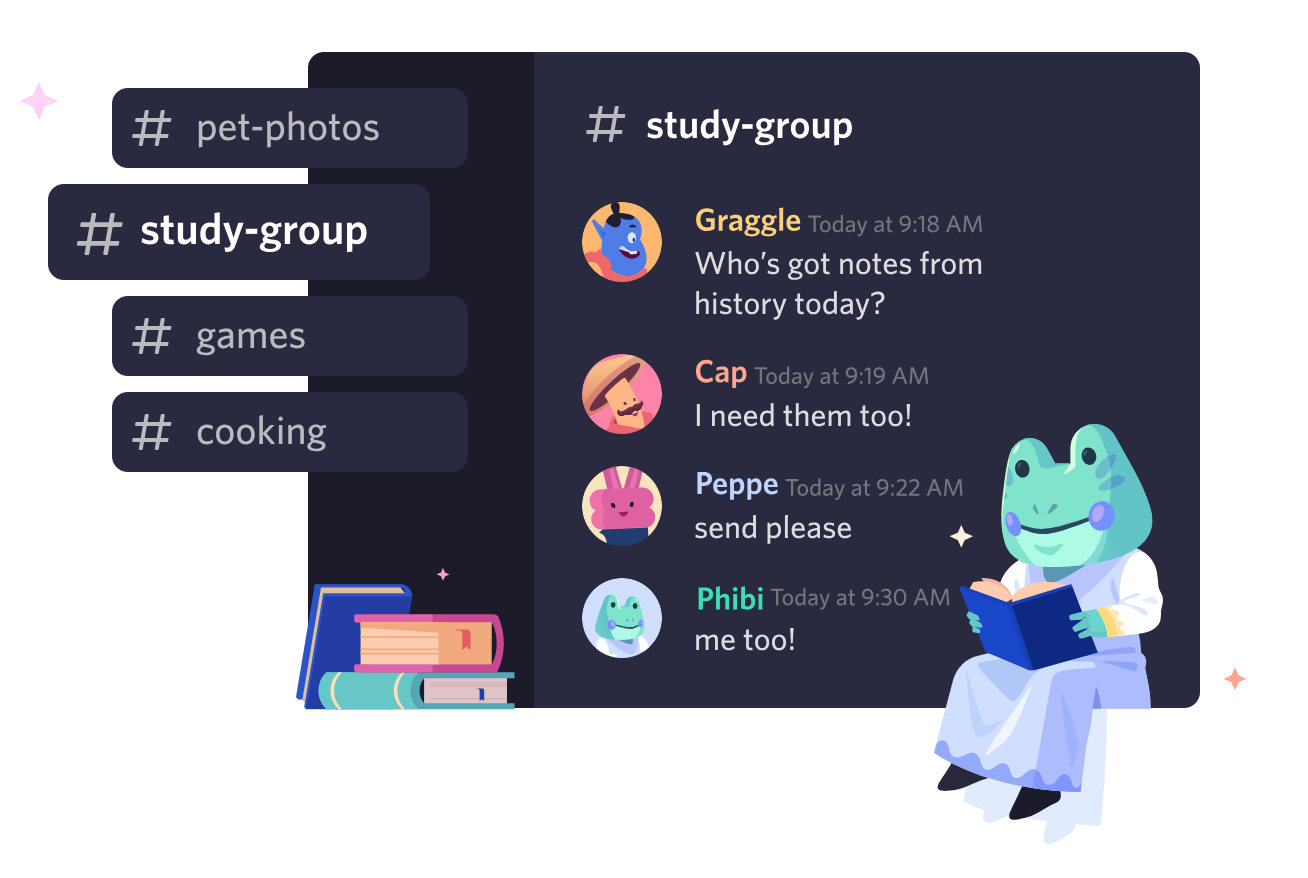 # pet-photos
# study-group
# games
# cooking
# study-group
Graggle Today at 9:18 AM
Who's got notes from
history today?
Cap Today at 9:19 AM
I need them too!
Peppe Today at 9:22 AM
send please
Phibi Today at 9:30 AM
me too!